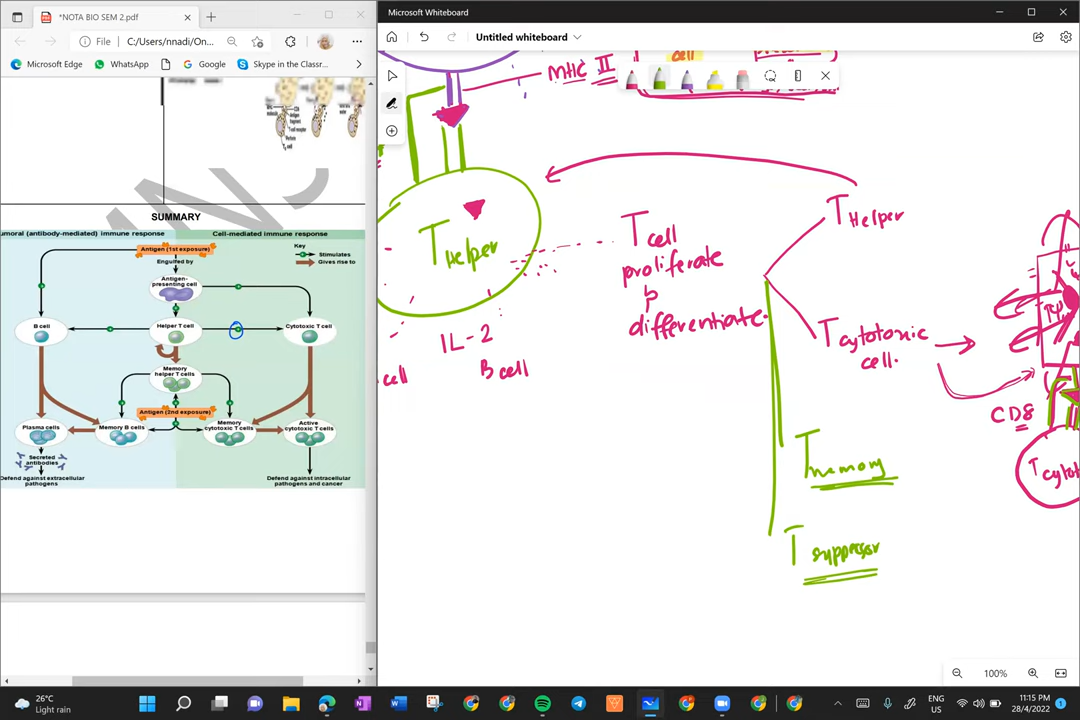 *NOTA BIO SEM 2.pdf
File
C:/Users/nnadi/On...
Microsoft Edge
WhatsApp
Google
Skype in the Classr...
SUMMARY
umoral (antibody-mediated) immune response
Cell-mediated immune response
Antigen (1st exposure)
Key
Stimulates
Gives rise to
Engulfed by
Antigen-
presenting cell
B cell
Helper T cell
Cytotoxic T cell
Memory
helper T cells
Antigen (2nd exposure)
Plasma cells
Memory B cells
Memory
cytotoxic T cells
Active
cytotoxic T cells
Secreted
antibodies
Defend against extracellular
pathogens
Defend against intracellular
pathogens and cancer
Microsoft Whiteboard
Untitled whiteboard
cell
MHC II
T Helper
T cell
proliferate
&
differentiate.
IL-2
B cell
cell
T Helper
T cytotoxic
cell.
T memory
T suppressor
CD8
T cytot
100%
26°C
Light rain
ENG
US
11:15 PM
28/4/2022